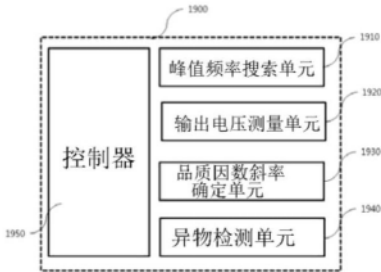 1900
1910
峰值频率搜索单元
1920
输出电压测量单元
控制器
1930
品质因数斜率
确定单元
1940
1950
异物检测单元